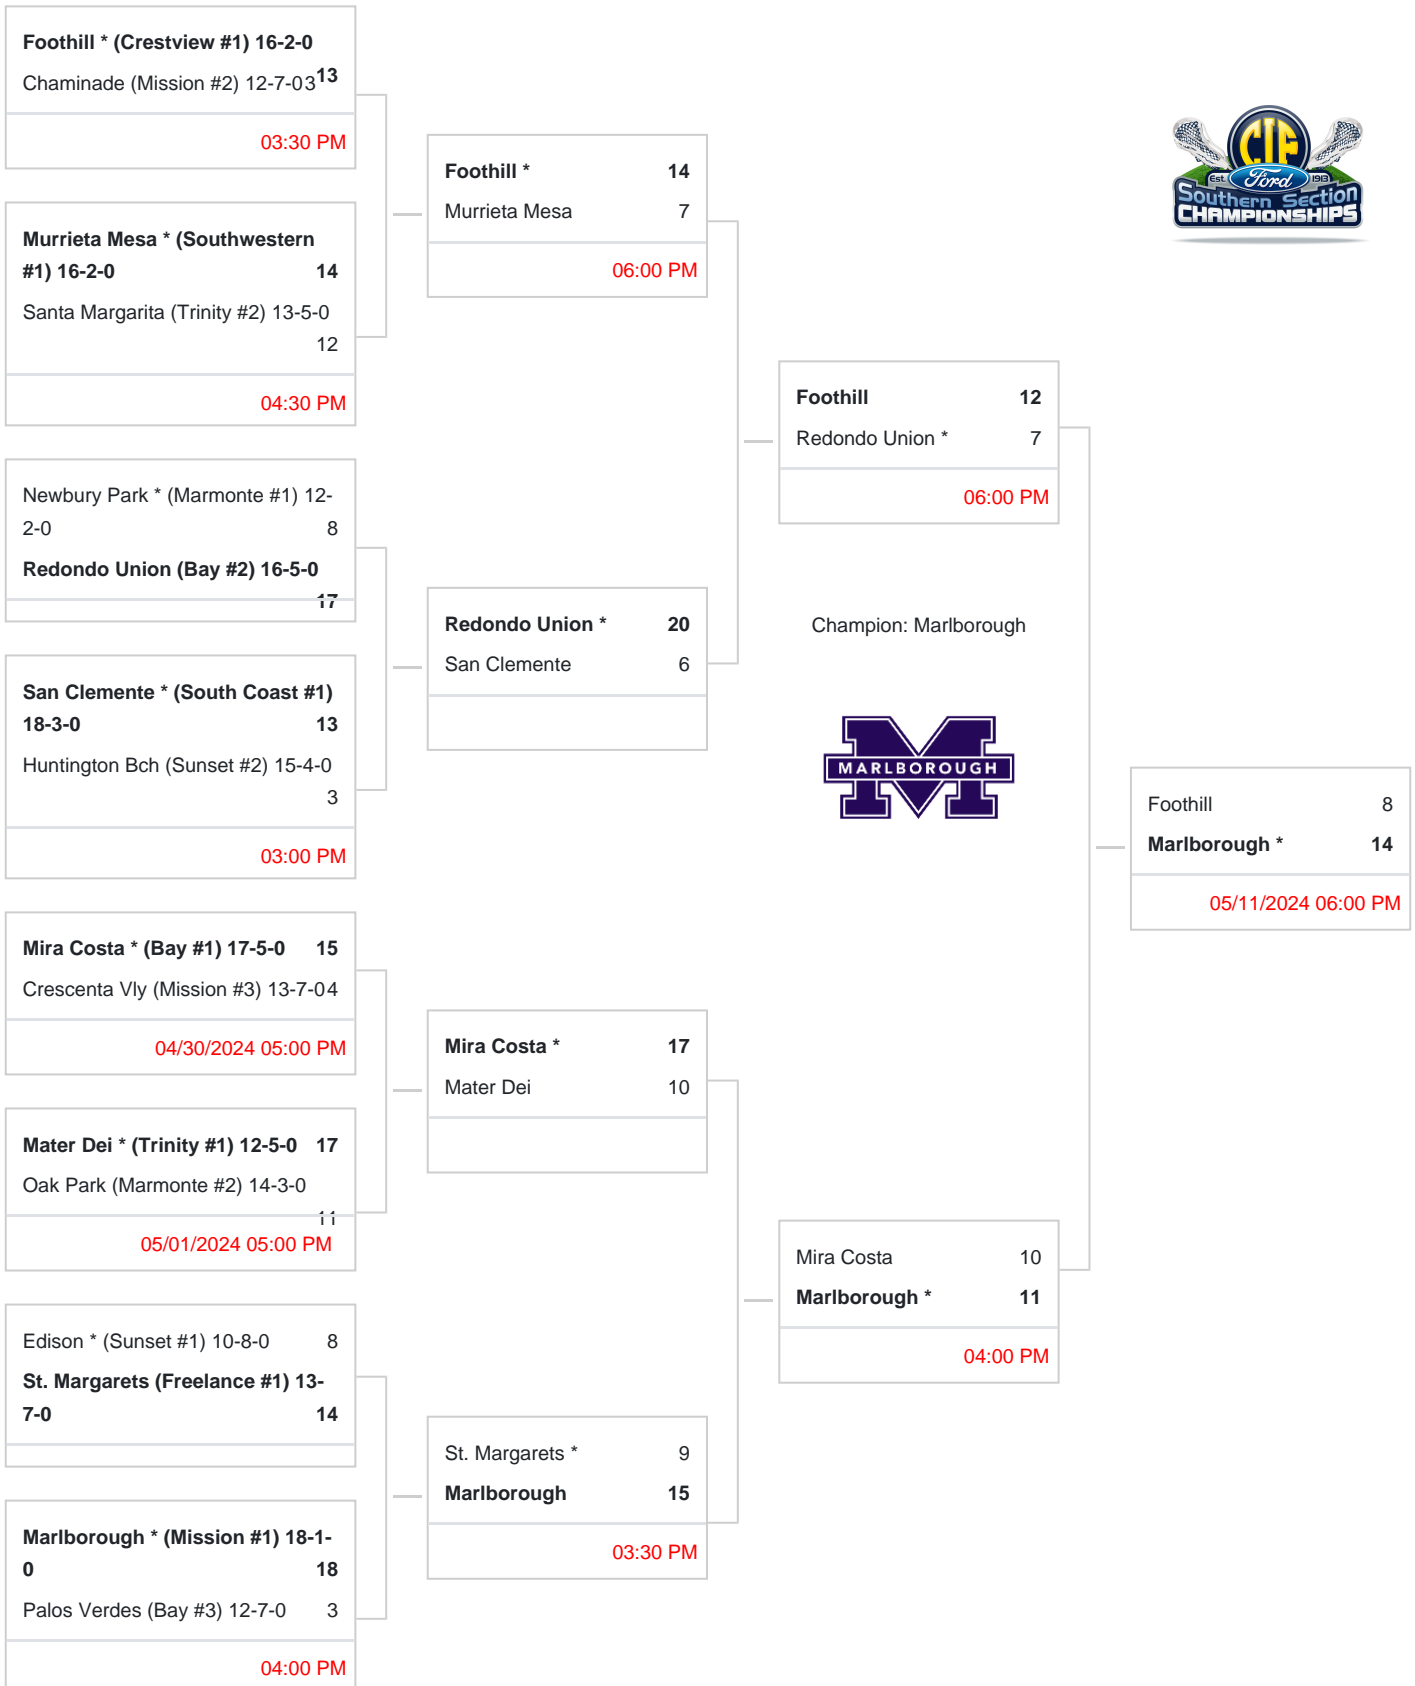 Foothill * (Crestview #1) 16-2-0
13
Chaminade (Mission #2) 12-7-0 3
03:30 PM
Murrieta Mesa * (Southwestern
#1) 16-2-0 14
Santa Margarita (Trinity #2) 13-5-0
12
04:30 PM
Newbury Park * (Marmonte #1) 12-
2-0 8
Redondo Union (Bay #2) 16-5-0
17
San Clemente * (South Coast #1)
18-3-0 13
Huntington Bch (Sunset #2) 15-4-0
3
03:00 PM
Mira Costa * (Bay #1) 17-5-0 15
Crescenta Vly (Mission #3) 13-7-0 4
04/30/2024 05:00 PM
Mater Dei * (Trinity #1) 12-5-0 17
Oak Park (Marmonte #2) 14-3-0
11
05/01/2024 05:00 PM
Edison * (Sunset #1) 10-8-0 8
St. Margarets (Freelance #1) 13-
7-0 14
Marlborough * (Mission #1) 18-1-
0 18
Palos Verdes (Bay #3) 12-7-0 3
04:00 PM
Foothill * 14
Murrieta Mesa 7
06:00 PM
Redondo Union * 20
San Clemente 6
Mira Costa * 17
Mater Dei 10
St. Margarets * 9
Marlborough 15
03:30 PM
Foothill 12
Redondo Union * 7
06:00 PM
Champion: Marlborough
MARLBOROUGH
Mira Costa 10
Marlborough * 11
04:00 PM
CIF
Est. Ford 1913
Southern Section
CHAMPIONSHIPS
Foothill 8
Marlborough * 14
05/11/2024 06:00 PM